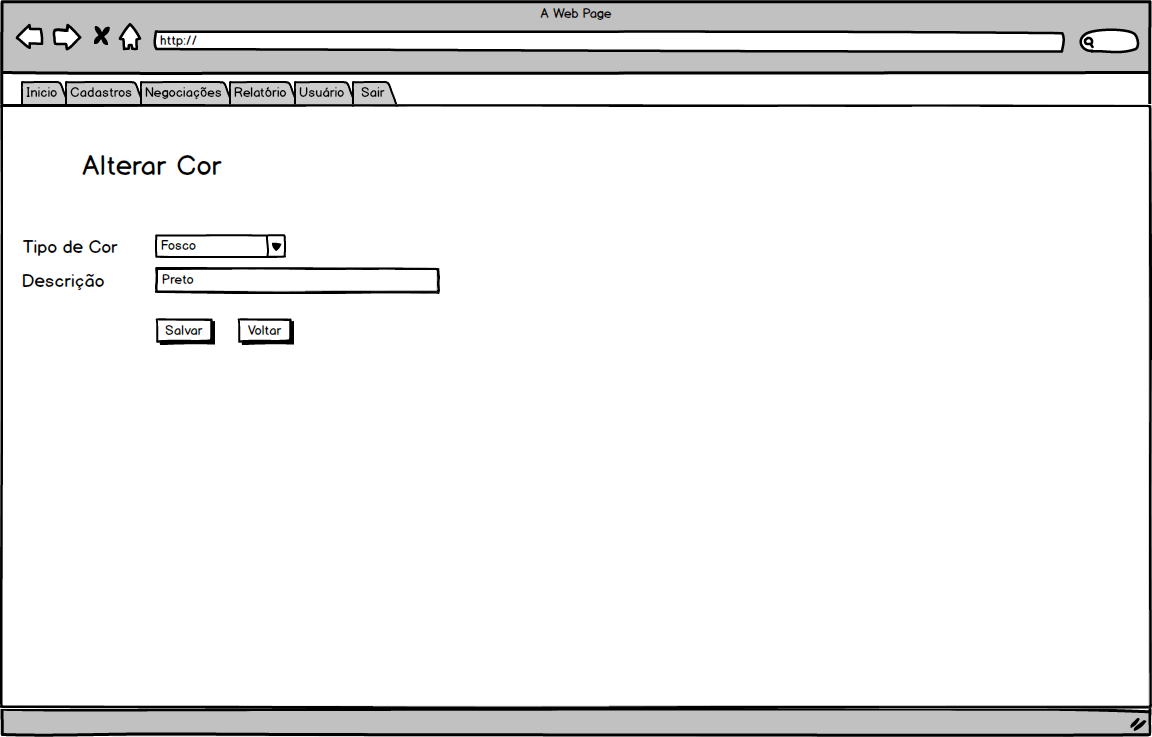 A Web Page
http://
Inicio Cadastros Negociações Relatório Usuário Sair
Alterar Cor
Tipo de Cor Fosco
Descrição Preto
Salvar Voltar